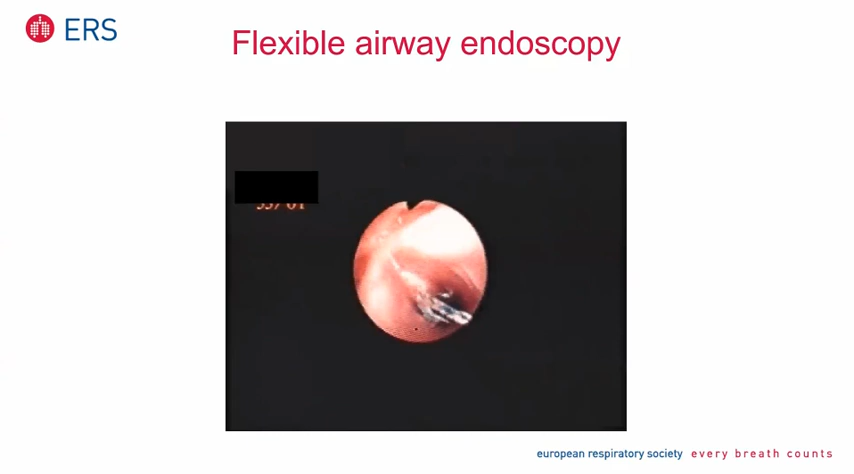 ERS
Flexible airway endoscopy
european respiratory society every breath counts